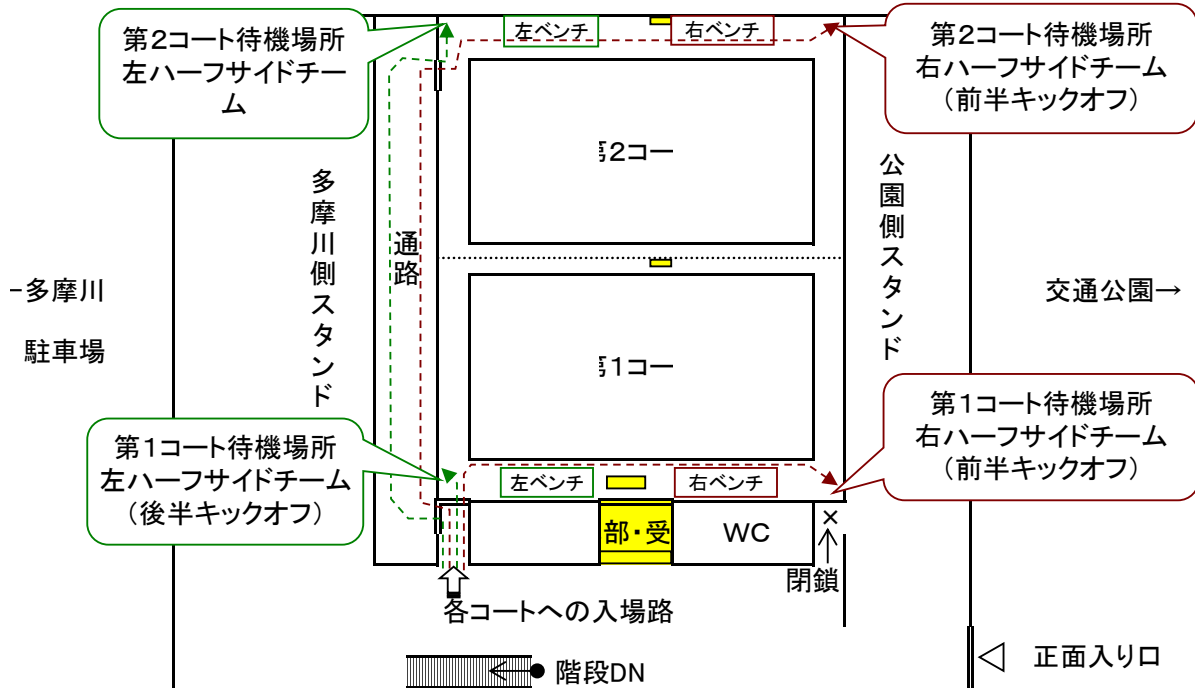 第2コート待機場所
左ハーフサイドチー
ム
左ベンチ
右ベンチ
第2コート待機場所
右ハーフサイドチーム
（前半キックオフ）
第2コー
多摩川側スタンド
通路
公園側スタンド
−多摩川
駐車場
交通公園→
第1コー
第1コート待機場所
左ハーフサイドチーム
（後半キックオフ）
左ベンチ
右ベンチ
第1コート待機場所
右ハーフサイドチーム
（前半キックオフ）
部・受
WC
×
閉鎖
各コートへの入場路
階段DN
正面入り口